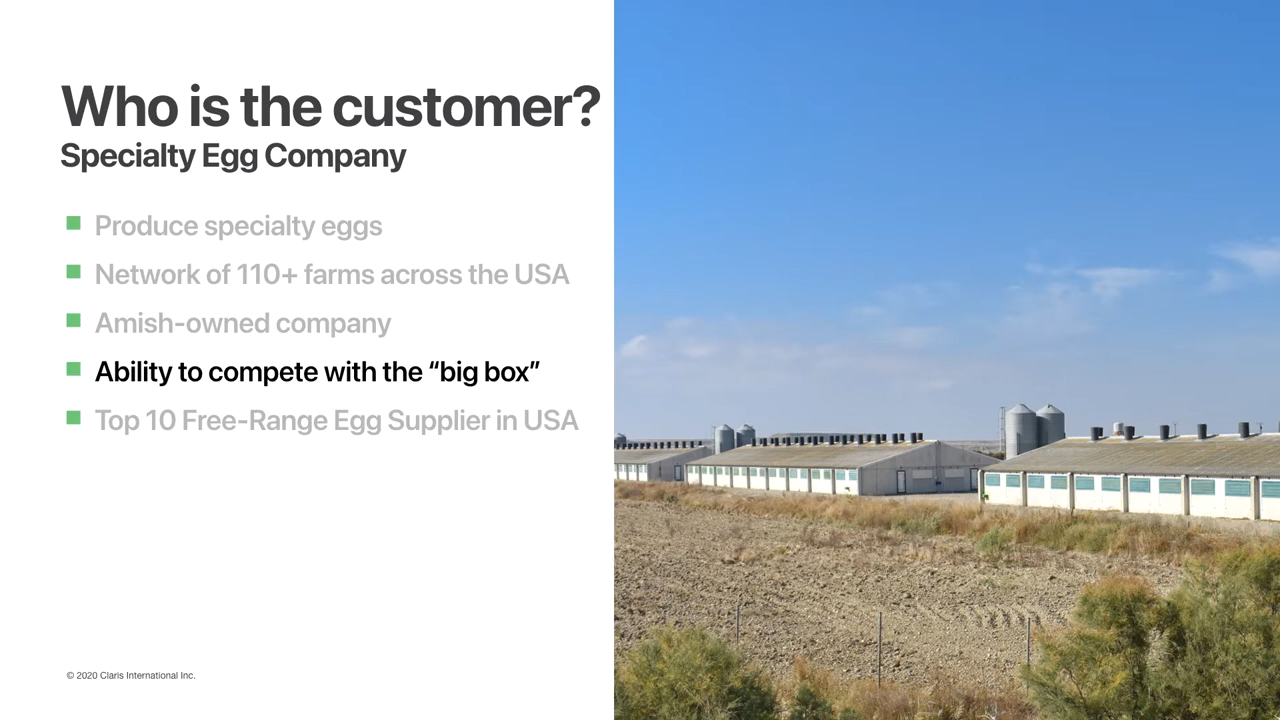 Who is the customer?
Specialty Egg Company
Produce specialty eggs
Network of 110+ farms across the USA
Amish-owned company
Ability to compete with the “big box”
Top 10 Free-Range Egg Supplier in USA
© 2020 Claris International Inc.